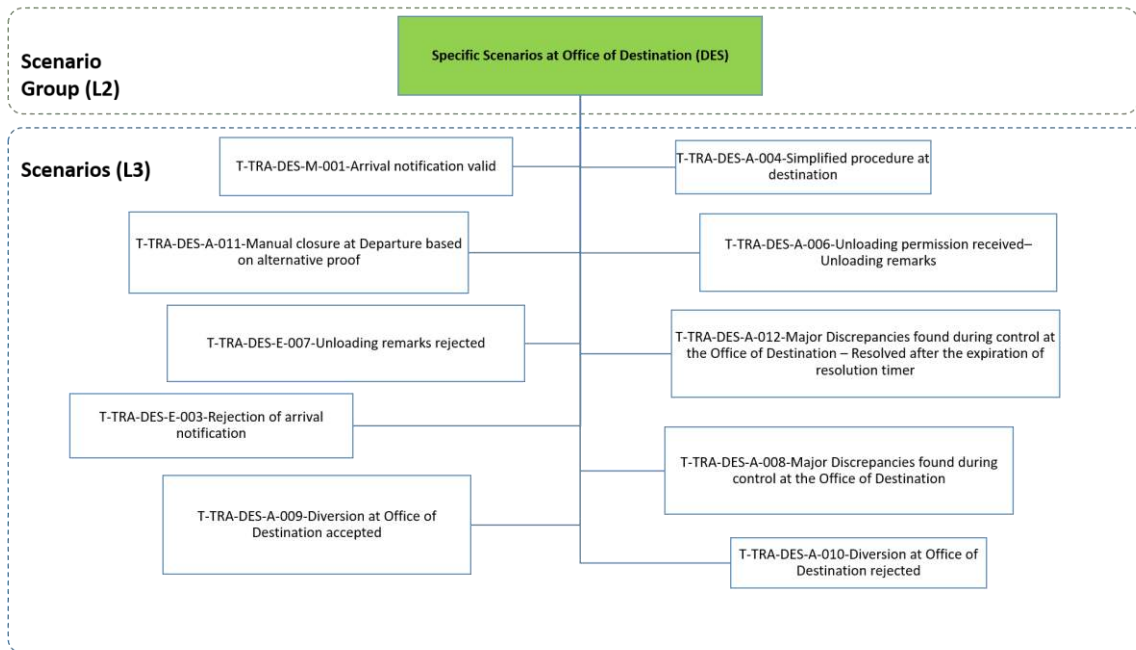 Specific Scenarios at Office of Destination (DES)
Scenario
Group (L2)
Scenarios (L3)
T-TRA-DES-M-001-Arrival notification valid
T-TRA-DES-A-004-Simplified procedure at
destination
T-TRA-DES-A-011-Manual closure at Departure based
on alternative proof
T-TRA-DES-A-006-Unloading permission received–
Unloading remarks
T-TRA-DES-E-007-Unloading remarks rejected
T-TRA-DES-A-012-Major Discrepancies found during control at
the Office of Destination – Resolved after the expiration of
resolution timer
T-TRA-DES-E-003-Rejection of arrival
notification
T-TRA-DES-A-008-Major Discrepancies found during
control at the Office of Destination
T-TRA-DES-A-009-Diversion at Office of
Destination accepted
T-TRA-DES-A-010-Diversion at Office of
Destination rejected